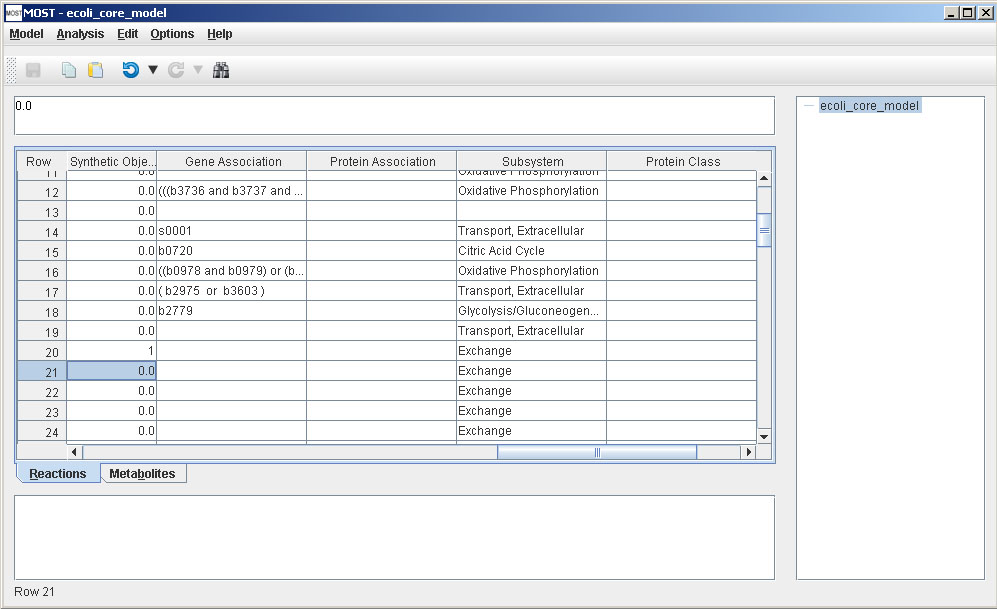 MOST MOST - ecoli_core_model
Model Analysis Edit Options Help
0.0
ecoli_core_model
Row Synthetic Obje... Gene Association Protein Association Subsystem Protein Class
11 0.0 Oxidative Phosphorylation
12 0.0 (((b3736 and b3737 and ... Oxidative Phosphorylation
13 0.0
14 0.0 s0001 Transport, Extracellular
15 0.0 b0720 Citric Acid Cycle
16 0.0 ((b0978 and b0979) or (b... Oxidative Phosphorylation
17 0.0 ( b2975 or b3603 ) Transport, Extracellular
18 0.0 b2779 Glycolysis/Gluconeogen...
19 0.0 Transport, Extracellular
20 1 Exchange
21 0.0 Exchange
22 0.0 Exchange
23 0.0 Exchange
24 0.0 Exchange
Reactions Metabolites
Row 21